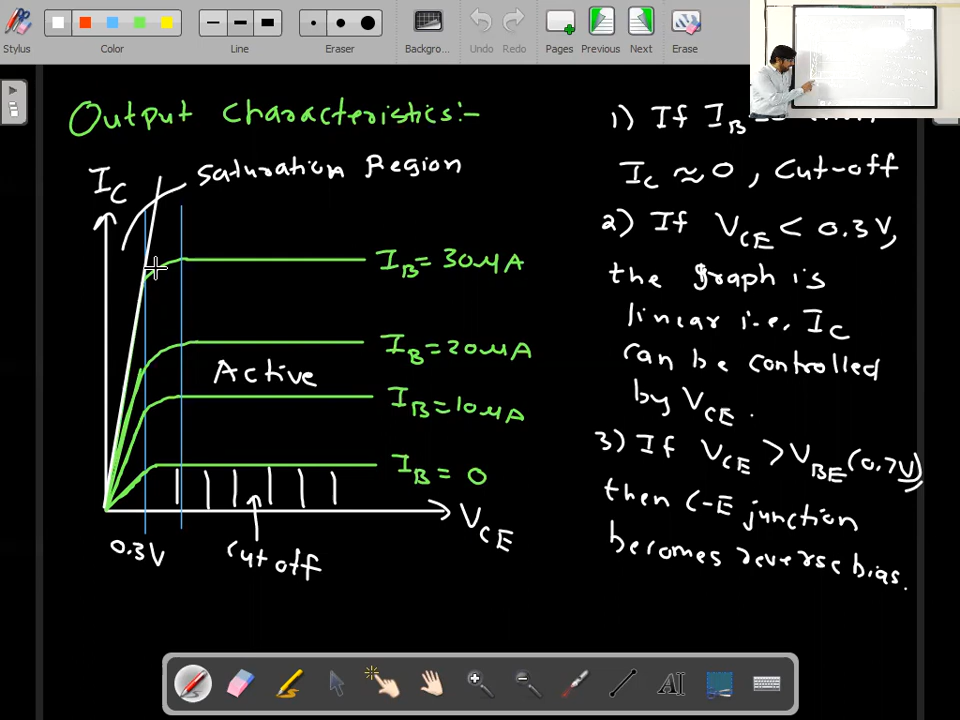 Stylus
Color
Line
Eraser
Backgro...
Undo
Redo
Pages
Previous
Next
Erase
Output Characteristics:-
IC
Saturation Region
IB = 30μA
IB = 20μA
Active
IB = 10μA
IB = 0
VCE
0.3V
Cut off
1) If IB
IC ≈ 0, Cut-off
2) If VCE < 0.3V,
the graph is
linear i.e. IC
can be controlled
by VCE.
3) If VCE > VBE (0.7V)
then C-E junction
becomes reverse bias.
AI